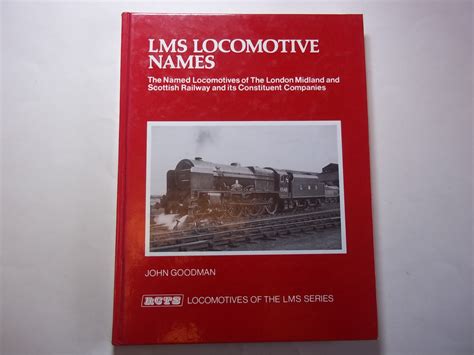 LMS LOCOMOTIVE
NAMES
The Named Locomotives of The London Midland and
Scottish Railway and its Constituent Companies
JOHN GOODMAN
RCTS LOCOMOTIVES OF THE LMS SERIES